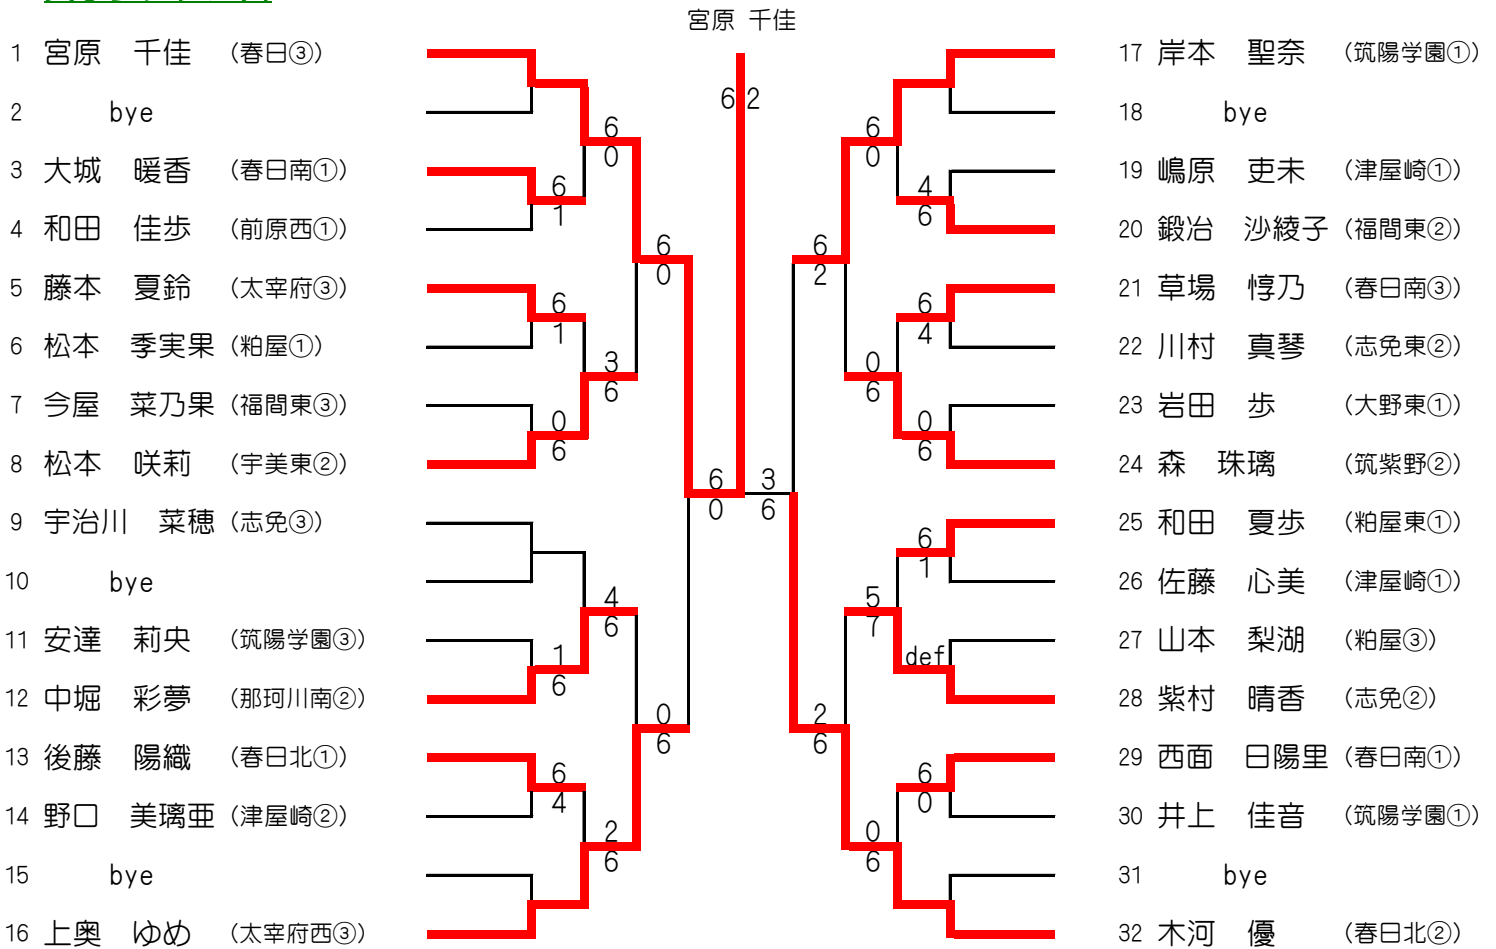 宮原 千佳
6 2
1 宮原 千佳 (春日③)
2 bye
3 大城 暖香 (春日南①)
4 和田 佳歩 (前原西①)
5 藤本 夏鈴 (太宰府③)
6 松本 季実果 (粕屋①)
7 今屋 菜乃果 (福間東③)
8 松本 咲莉 (宇美東②)
9 宇治川 菜穂 (志免③)
10 bye
11 安達 莉央 (筑陽学園③)
12 中堀 彩夢 (那珂川南②)
13 後藤 陽織 (春日北①)
14 野口 美璃亜 (津屋崎②)
15 bye
16 上奥 ゆめ (太宰府西③)
6
1
6
1
0
6
1
6
6
4
6
0
3
6
4
6
2
6
6
0
0
6
6
0
3
6
6
2
2
6
6
0
0
6
5
7
0
6
4
6
6
4
0
6
6
1
def
6
0
17 岸本 聖奈 (筑陽学園①)
18 bye
19 嶋原 吏未 (津屋崎①)
20 鍛冶 沙綾子 (福間東②)
21 草場 惇乃 (春日南③)
22 川村 真琴 (志免東②)
23 岩田 歩 (大野東①)
24 森 珠璃 (筑紫野②)
25 和田 夏歩 (粕屋東①)
26 佐藤 心美 (津屋崎①)
27 山本 梨湖 (粕屋③)
28 紫村 晴香 (志免②)
29 西面 日陽里 (春日南①)
30 井上 佳音 (筑陽学園①)
31 bye
32 木河 優 (春日北②)